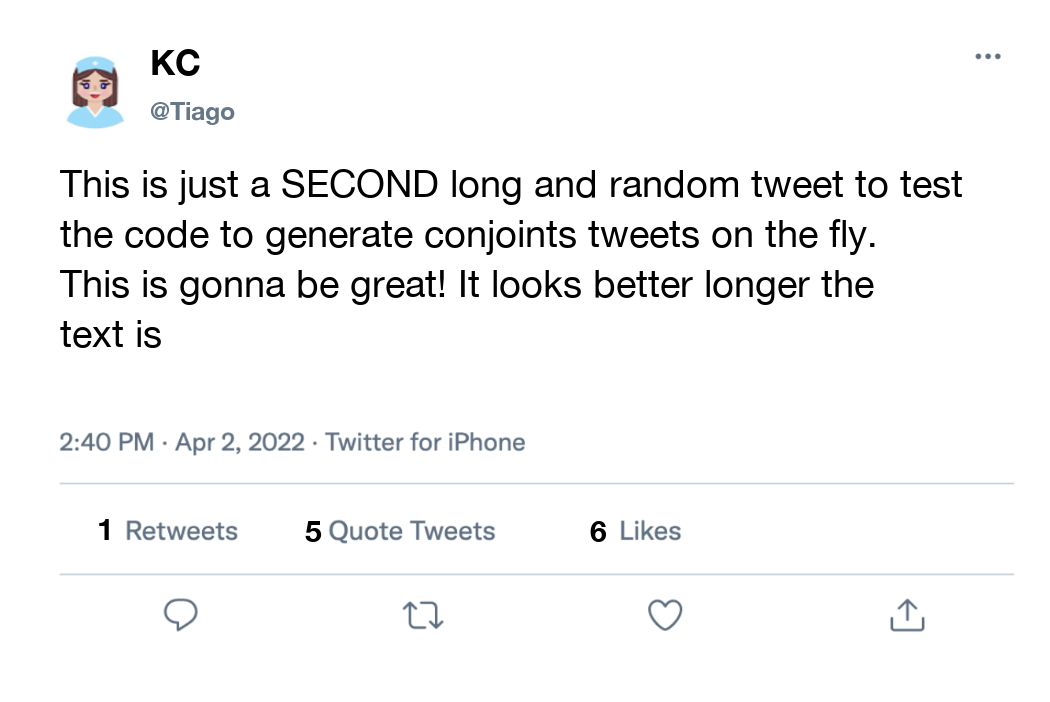 KC
@Tiago
This is just a SECOND long and random tweet to test
the code to generate conjoints tweets on the fly.
This is gonna be great! It looks better longer the
text is
2:40 PM · Apr 2, 2022 · Twitter for iPhone
1 Retweets 5 Quote Tweets 6 Likes